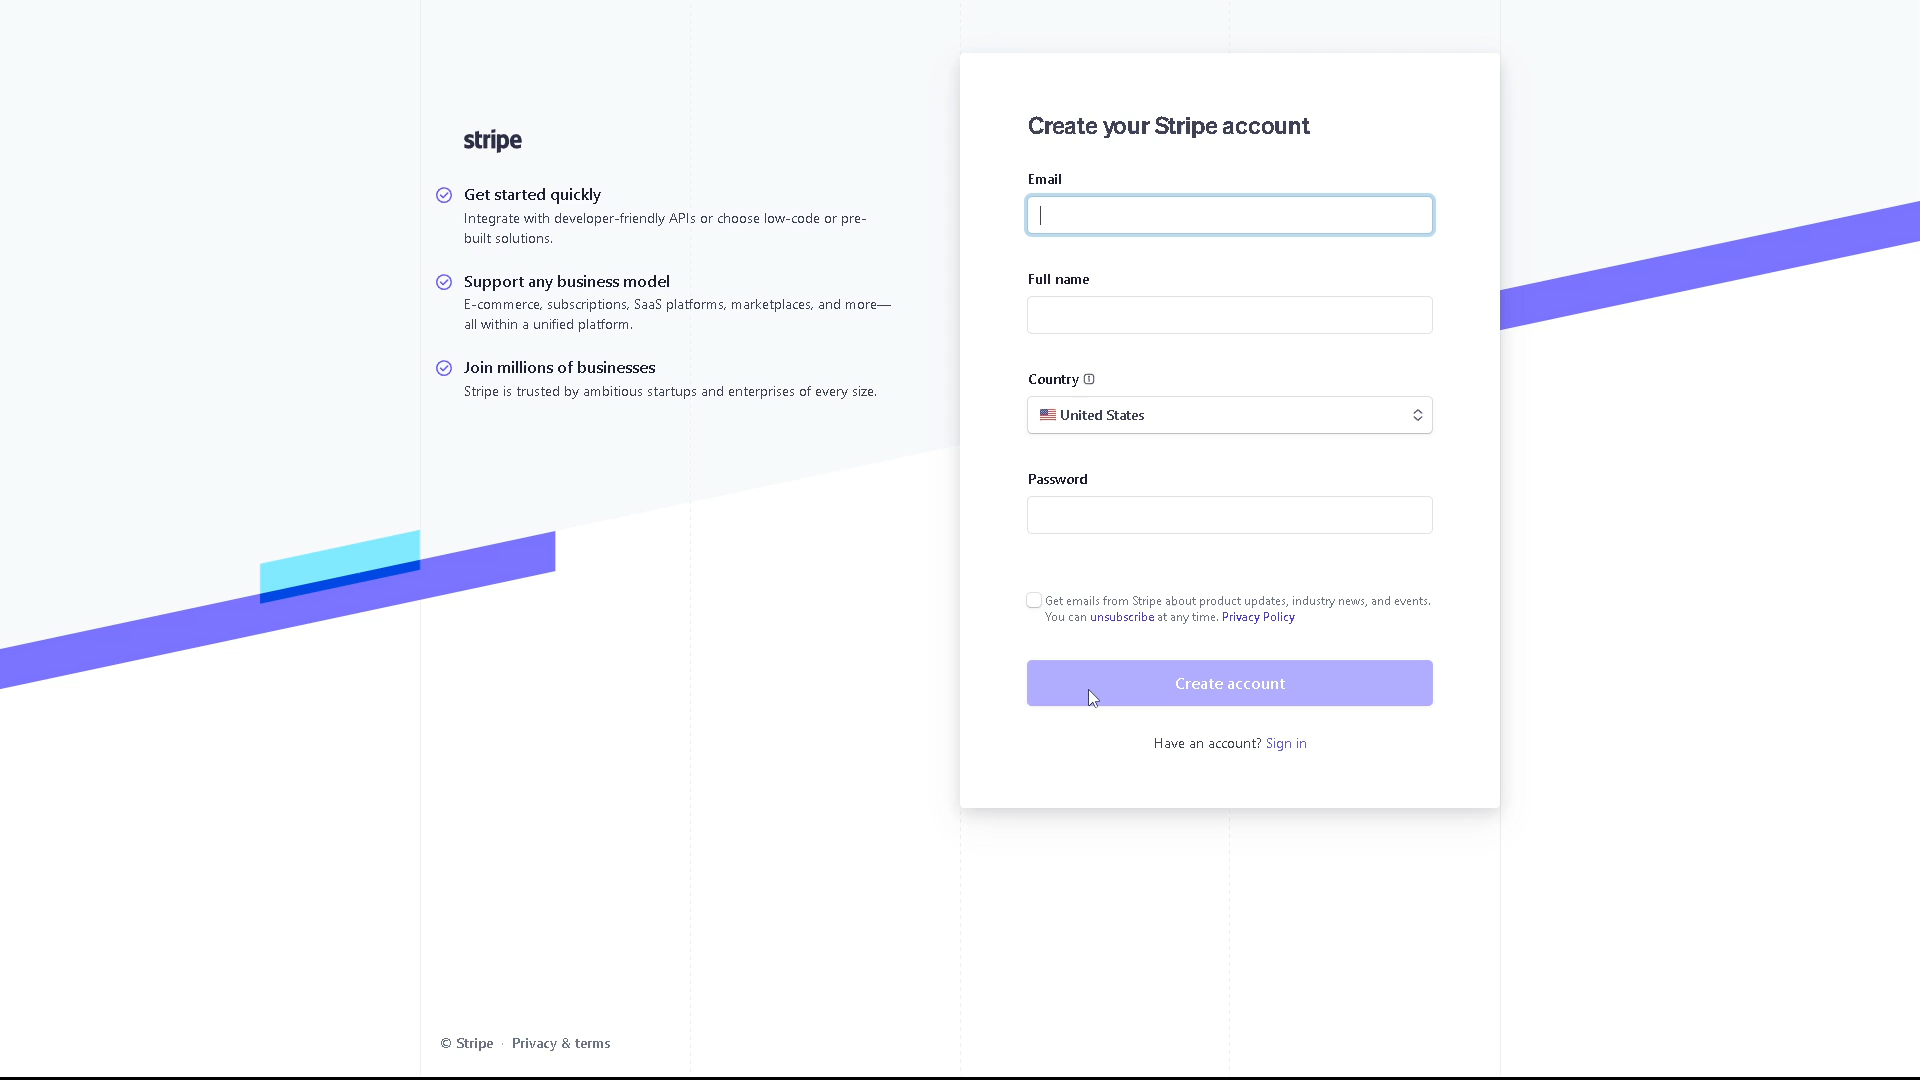 stripe
Get started quickly
Integrate with developer-friendly APIs or choose low-code or pre-
built solutions.
Support any business model
E-commerce, subscriptions, SaaS platforms, marketplaces, and more—
all within a unified platform.
Join millions of businesses
Stripe is trusted by ambitious startups and enterprises of every size.
Create your Stripe account
Email
Full name
Country
United States
Password
Get emails from Stripe about product updates, industry news, and events.
You can unsubscribe at any time. Privacy Policy
Create account
Have an account? Sign in
© Stripe · Privacy & terms